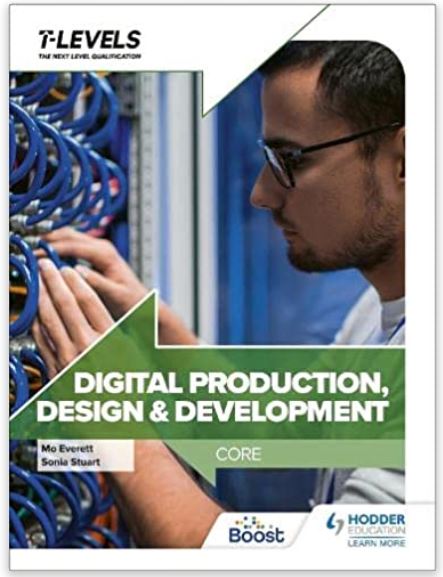 T-LEVELS
THE NEXT LEVEL QUALIFICATION
DIGITAL PRODUCTION,
DESIGN & DEVELOPMENT
CORE
Mo Everett
Sonia Stuart
Boost
HODDER
EDUCATION
LEARN MORE